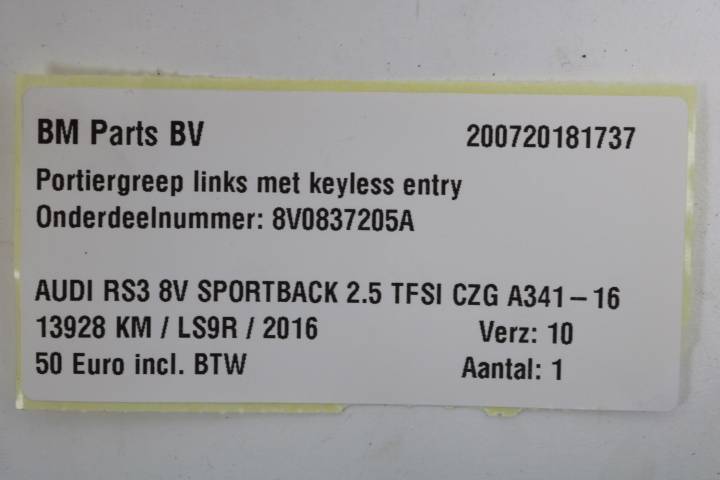 BM Parts BV 200720181737
Portiergreep links met keyless entry
Onderdeelnummer: 8V0837205A
AUDI RS3 8V SPORTBACK 2.5 TFSI CZG A341-16
13928 KM / LS9R / 2016 Verz: 10
50 Euro incl. BTW Aantal: 1